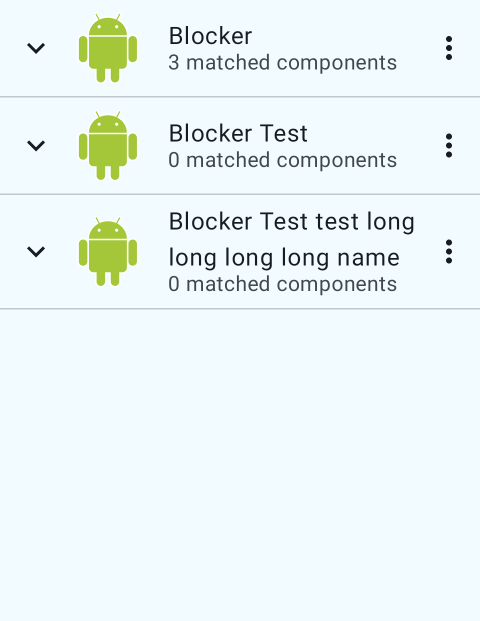 Blocker
3 matched components
Blocker Test
0 matched components
Blocker Test test long
long long long name
0 matched components